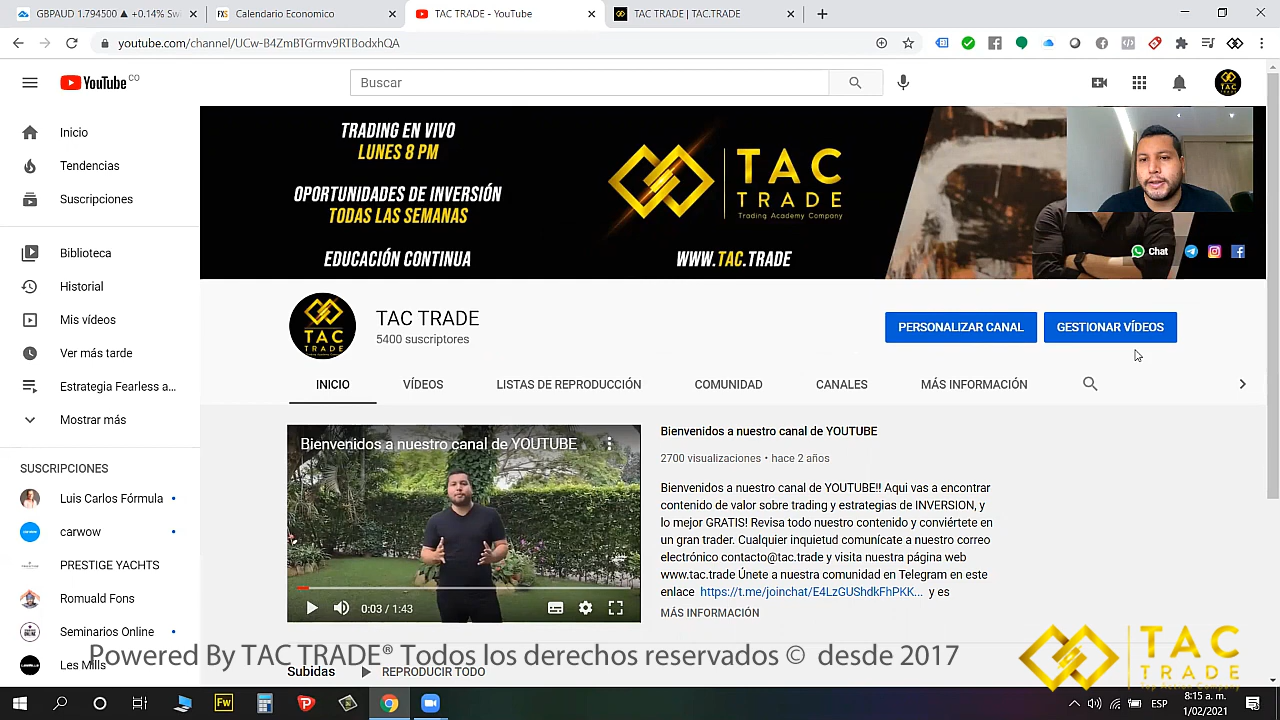 GBPAUD 1.794500 ▲ +0.14% Sw
Calendario Economico
TAC TRADE - YouTube
TAC TRADE | TAC.TRADE
youtube.com/channel/UCw-B4ZmBTGrmv9RTBodxhQA
YouTube CO
Buscar
Inicio
Tendencias
Suscripciones
Biblioteca
Historial
Mis vídeos
Ver más tarde
Estrategia Fearless a...
Mostrar más
SUSCRIPCIONES
Luis Carlos Fórmula
carwow
PRESTIGE YACHTS
Romuald Fons
Seminarios Online
Les Mills
TRADING EN VIVO
LUNES 8 PM
OPORTUNIDADES DE INVERSIÓN
TODAS LAS SEMANAS
EDUCACIÓN CONTINUA
TAC
TRADE
Trading Academy Company
WWW.TAC.TRADE
Chat
TAC
TRADE
TAC TRADE
5400 suscriptores
PERSONALIZAR CANAL
GESTIONAR VÍDEOS
INICIO
VÍDEOS
LISTAS DE REPRODUCCIÓN
COMUNIDAD
CANALES
MÁS INFORMACIÓN
Bienvenidos a nuestro canal de YOUTUBE
0:03 / 1:43
Bienvenidos a nuestro canal de YOUTUBE
2700 visualizaciones • hace 2 años
Bienvenidos a nuestro canal de YOUTUBE!! Aqui vas a encontrar
contenido de valor sobre trading y estrategias de INVERSION, y
lo mejor GRATIS! Revisa todo nuestro contenido y conviértete en
un gran trader. Cualquier inquietud comunícate a nuestro correo
electrónico contacto@tac.trade y visita nuestra página web
www.tac.trade Únete a nuestra comunidad en Telegram en este
enlace https://t.me/joinchat/E4LzGUShdkFhPKK... y es
MÁS INFORMACIÓN
Powered By TAC TRADE® Todos los derechos reservados © desde 2017
TAC
TRADE
Top Action Company
Subidas
REPRODUCIR TODO
Fw
ESP
8:15 a. m.
1/02/2021